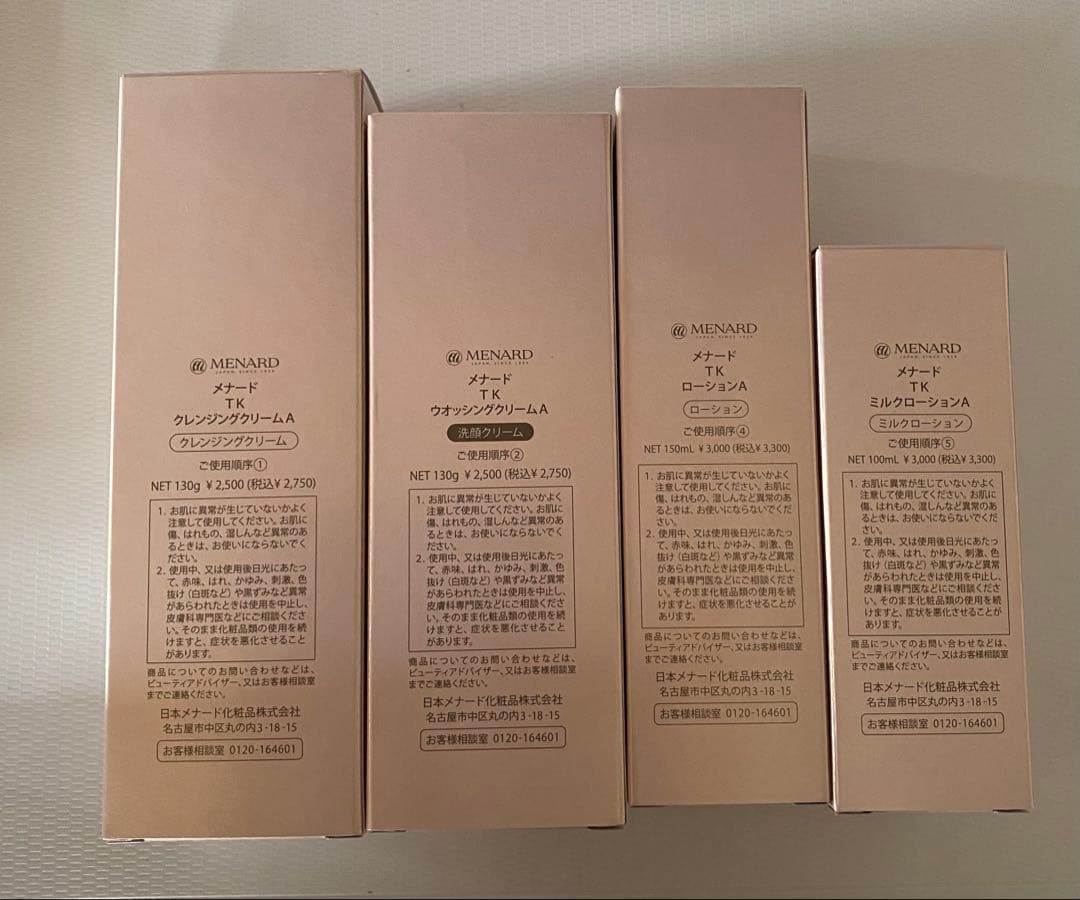 MENARD
JAPAN, SINCE 1959
メナード
TK
クレンジングクリームA
クレンジングクリーム
ご使用順序①
NET 130g ¥2,500 (税込¥2,750)
1. お肌に異常が生じていないかよく
注意して使用してください。お肌に
傷、はれもの、湿しんなど異常のあ
るときは、お使いにならないでく
ださい。
2. 使用中、又は使用後日光にあたっ
て、赤味、はれ、かゆみ、刺激、色
抜け(白斑など)や黒ずみなど異常
があらわれたときは使用を中止し、
皮膚科専門医などにご相談くださ
い。そのまま化粧品類の使用を続
けますと、症状を悪化させること
があります。
商品についてのお問い合わせなどは、
ビューティアドバイザー、又はお客様相談室
までご連絡ください。
日本メナード化粧品株式会社
名古屋市中区丸の内3-18-15
お客様相談室 0120-164601
MENARD
JAPAN, SINCE 1959
メナード
TK
ウオッシングクリームA
洗顔クリーム
ご使用順序②
NET 130g ¥2,500 (税込¥2,750)
1. お肌に異常が生じていないかよく
注意して使用してください。お肌に
傷、はれもの、湿しんなど異常のあ
るときは、お使いにならないでくだ
さい。
2. 使用中、又は使用後日光にあたっ
て、赤味、はれ、かゆみ、刺激、色
抜け(白斑など)や黒ずみなど異常
があらわれたときは使用を中止し、
皮膚科専門医などにご相談くださ
い。そのまま化粧品類の使用を続
けますと、症状を悪化させること
があります。
商品についてのお問い合わせなどは、
ビューティアドバイザー、又はお客様相談室
までご連絡ください。
日本メナード化粧品株式会社
名古屋市中区丸の内3-18-15
お客様相談室 0120-164601
MENARD
JAPAN, SINCE 1959
メナード
TK
ローションA
ローション
ご使用順序④
NET 150mL ¥3,000 (税込¥3,300)
1. お肌に異常が生じていないかよく
注意して使用してください。お肌に
傷、はれもの、湿しんなど異常のあ
るときは、お使いにならないでくだ
さい。
2. 使用中、又は使用後日光にあたっ
て、赤味、はれ、かゆみ、刺激、色
抜け(白斑など)や黒ずみなど異常
があらわれたときは使用を中止し、
皮膚科専門医などにご相談くださ
い。そのまま化粧品類の使用を続
けますと、症状を悪化させることが
あります。
商品についてのお問い合わせなどは、
ビューティアドバイザー、又はお客様相談室
までご連絡ください。
日本メナード化粧品株式会社
名古屋市中区丸の内3-18-15
お客様相談室 0120-164601
MENARD
JAPAN, SINCE 1959
メナード
TK
ミルクローションA
ミルクローション
ご使用順序⑤
NET 100mL ¥3,000 (税込¥3,300)
1. お肌に異常が生じていないかよく
注意して使用してください。お肌に
傷、はれもの、湿しんなど異常のあ
るときは、お使いにならないでくだ
さい。
2. 使用中、又は使用後日光にあたっ
て、赤味、はれ、かゆみ、刺激、色
抜け(白斑など)や黒ずみなど異常
があらわれたときは使用を中止し、
皮膚科専門医などにご相談くださ
い。そのまま化粧品類の使用を続
けますと、症状を悪化させることが
あります。
商品についてのお問い合わせなどは、
ビューティアドバイザー、又はお客様相談室
までご連絡ください。
日本メナード化粧品株式会社
名古屋市中区丸の内3-18-15
お客様相談室 0120-164601